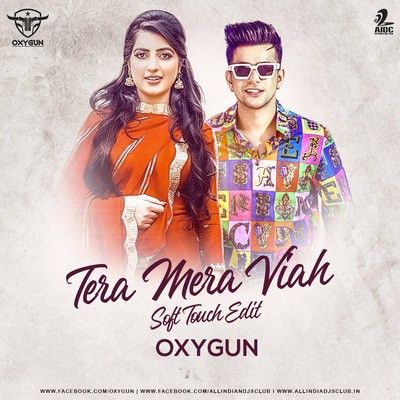 OXYGUN
AIDC
Tera Mera Viah
Soft Touch Edit
OXYGUN
WWW.FACEBOOK.COM/OXYGUN | WWW.FACEBOOK.COM/ALLINDIANDJSCLUB | WWW.ALLINDIADJSCLUB.IN